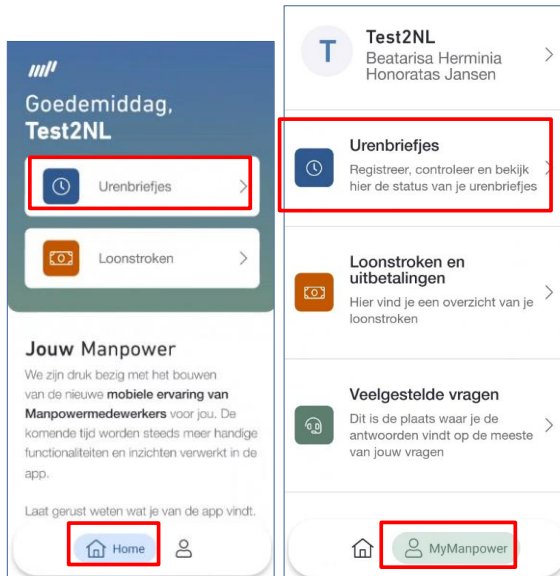 Goedemiddag,
Test2NL
Urenbriefjes
Loonstroken
Jouw Manpower
We zijn druk bezig met het bouwen
van de nieuwe mobiele ervaring van
Manpowermedewerkers voor jou. De
komende tijd worden steeds meer handige
functionaliteiten en inzichten verwerkt in de
app.
Laat gerust weten wat je van de app vindt.
Home
T
Test2NL
Beatarisa Herminia
Honoratas Jansen
Urenbriefjes
Registreer, controleer en bekijk
hier de status van je urenbriefjes
Loonstroken en
uitbetalingen
Hier vind je een overzicht van je
loonstroken
Veelgestelde vragen
Dit is de plaats waar je de
antwoorden vindt op de meeste
van jouw vragen
MyManpower